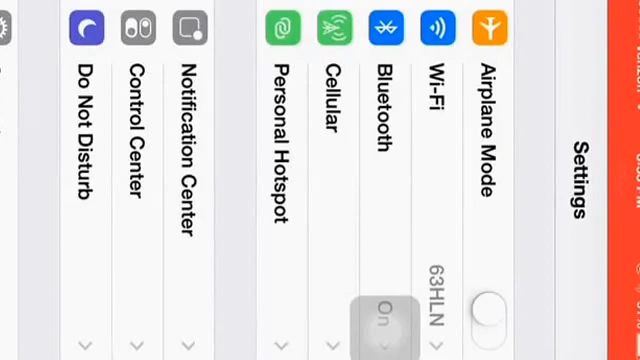 Settings
Airplane Mode
Wi-Fi 63HLN
Bluetooth On
Cellular
Personal Hotspot
Notification Center
Control Center
Do Not Disturb